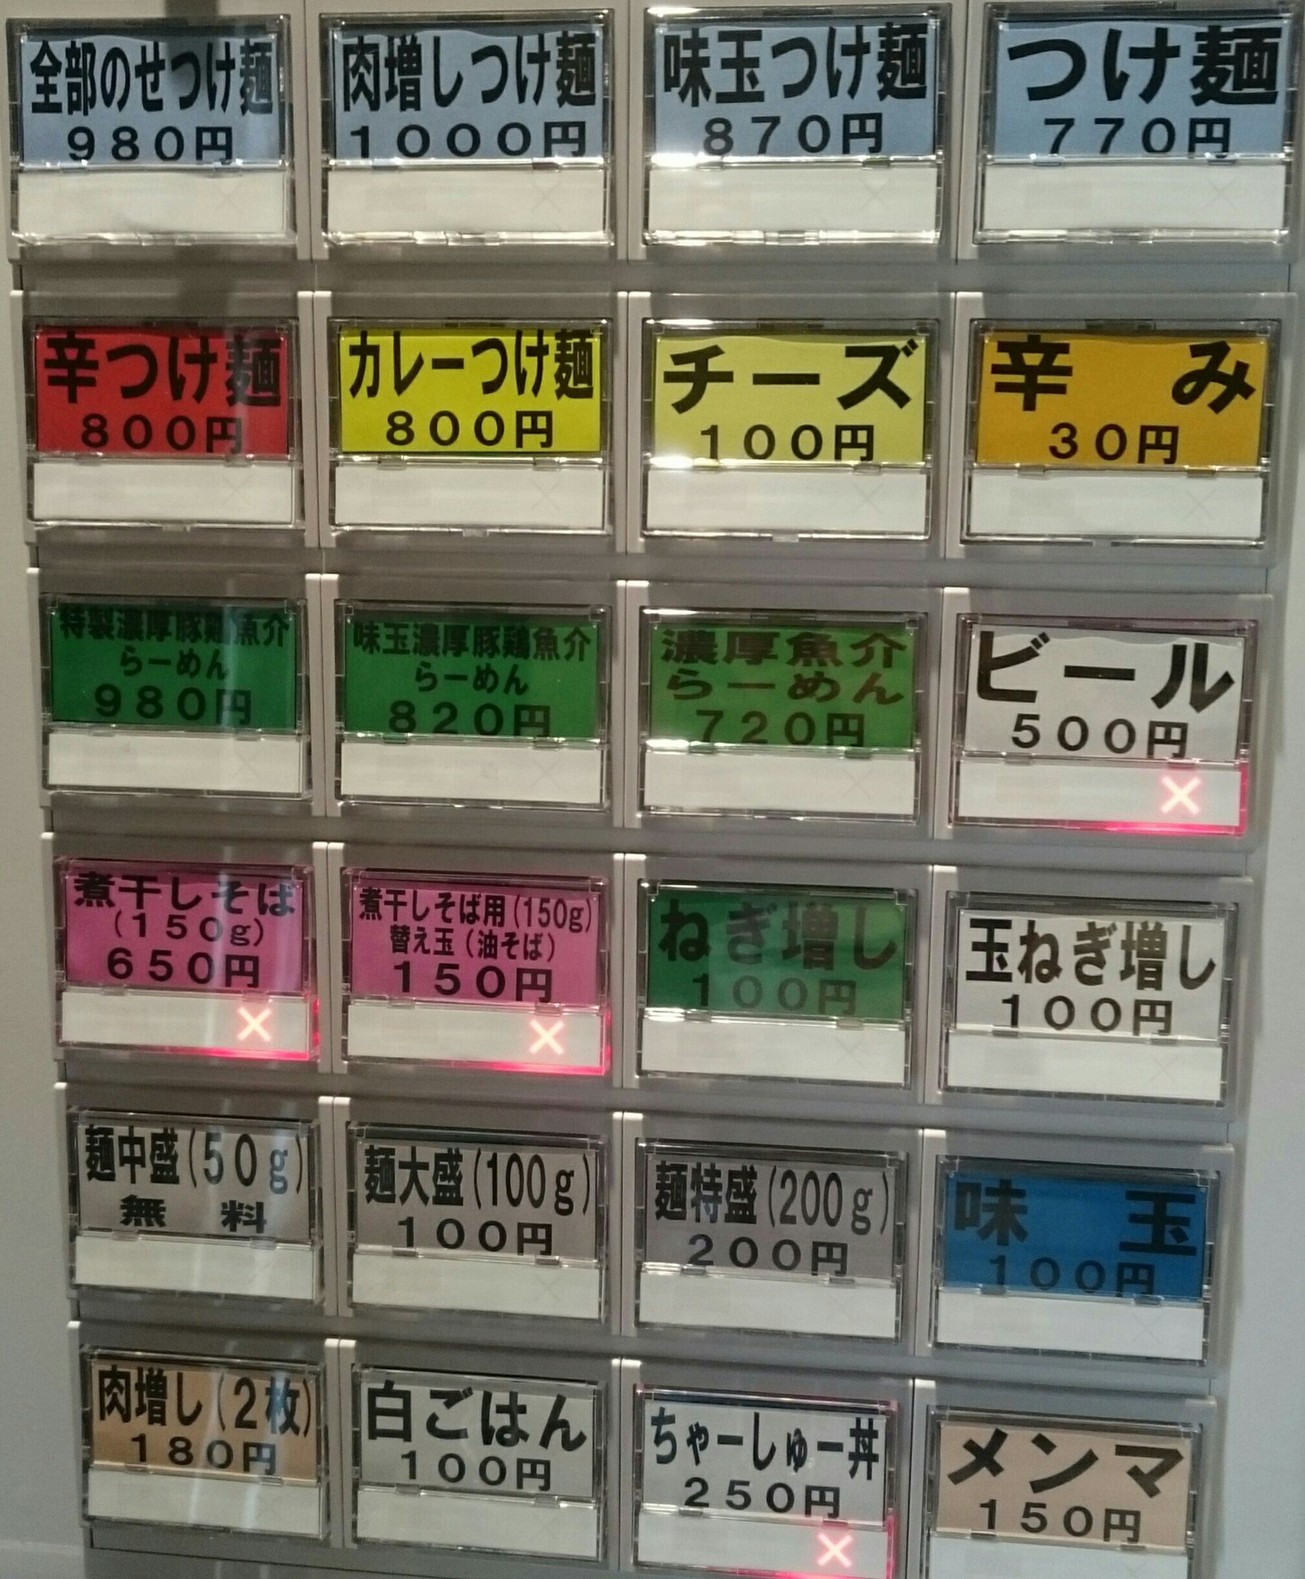 全部のせつけ麺
980円
肉増しつけ麺
1000円
味玉つけ麺
870円
つけ麺
770円
辛つけ麺
800円
カレーつけ麺
800円
チーズ
100円
辛み
30円
特製濃厚豚鶏魚介
らーめん
980円
味玉濃厚豚鶏魚介
らーめん
820円
濃厚魚介
らーめん
720円
ビール
500円
×
煮干しそば
(150g)
650円
×
煮干しそば用(150g)
替え玉(油そば)
150円
×
ねぎ増し
100円
玉ねぎ増し
100円
麺中盛(50g)
無料
麺大盛(100g)
100円
麺特盛(200g)
200円
味玉
100円
肉増し(2枚)
180円
白ごはん
100円
ちゃーしゅー丼
250円
×
メンマ
150円